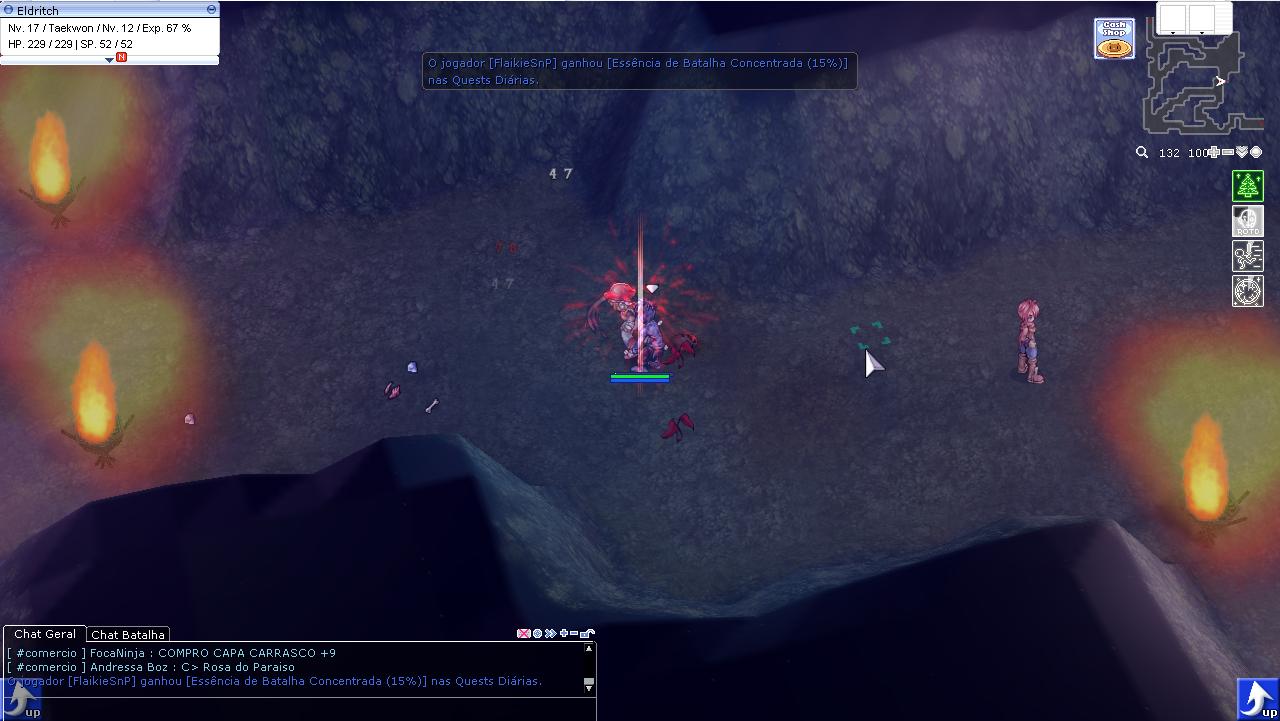 Eldritch
Nv. 17 / Taekwon / Nv. 12 / Exp. 67 %
HP. 229 / 229 | SP. 52 / 52
N
O jogador [FlaikieSnP] ganhou [Essência de Batalha Concentrada (15%)]
nas Quests Diárias.
Cash
Shop
132 100
ROTD
47
47
Chat Geral
Chat Batalha
[ #comercio ] FocaNinja : COMPRO CAPA CARRASCO +9
[ #comercio ] Andressa Boz : C> Rosa do Paraiso
O jogador [FlaikieSnP] ganhou [Essência de Batalha Concentrada (15%)] nas Quests Diárias.
up
up